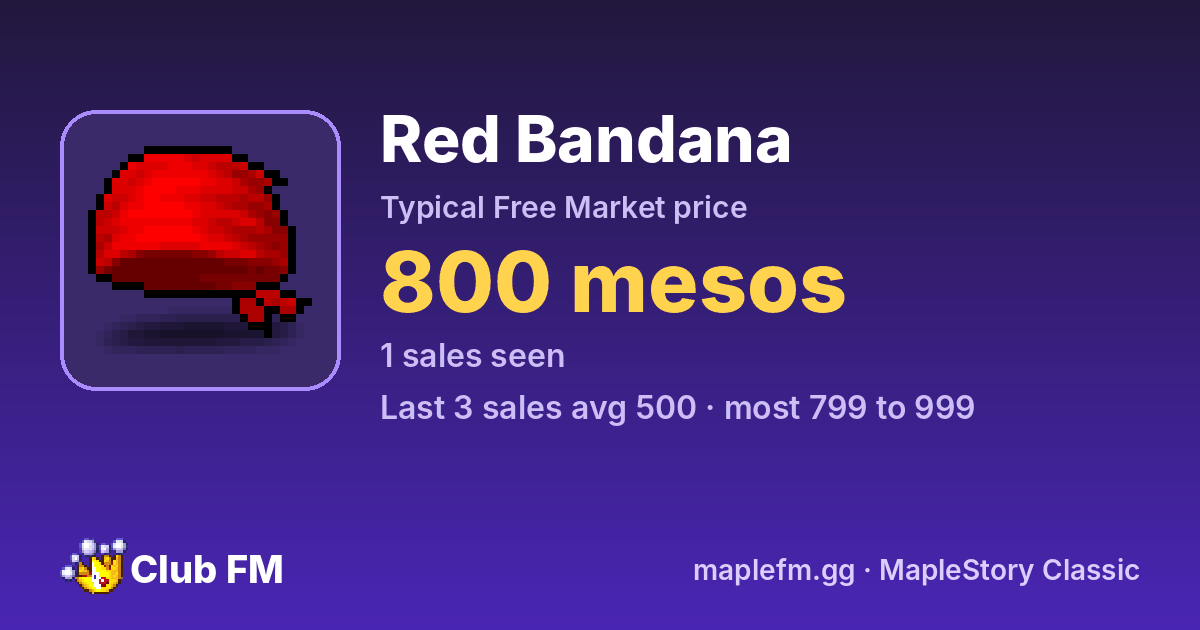 Red Bandana
Typical Free Market price
800 mesos
1 sales seen
Last 3 sales avg 500 · most 799 to 999
Club FM
maplefm.gg · MapleStory Classic